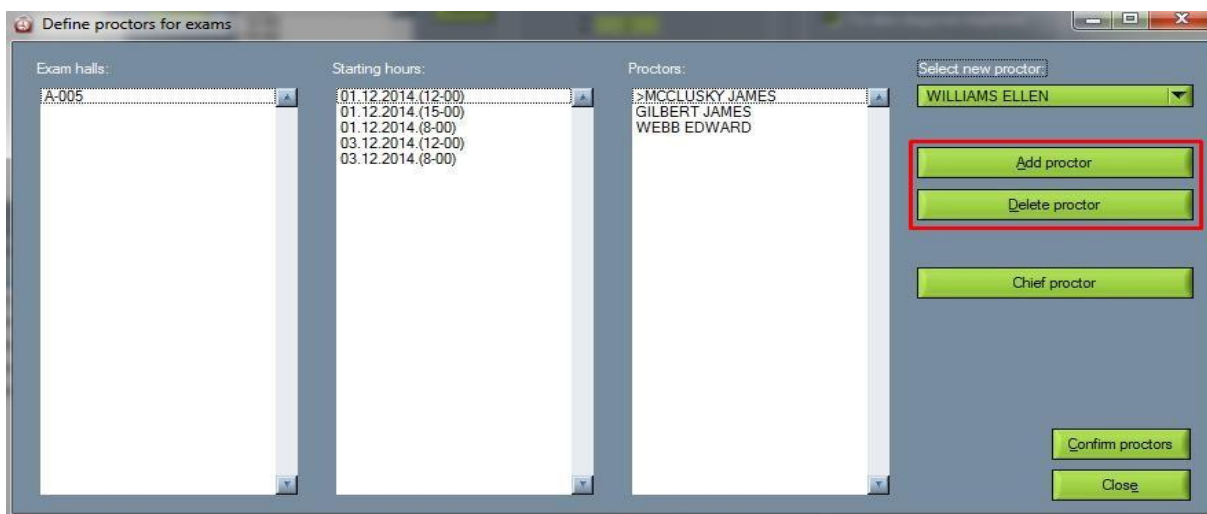 Define proctors for exams
Exam halls:
A-005
Starting hours:
01.12.2014.(12-00)
01.12.2014.(15-00)
01.12.2014.(8-00)
03.12.2014.(12-00)
03.12.2014.(8-00)
Proctors:
>MCCLUSKY JAMES
GILBERT JAMES
WEBB EDWARD
Select new proctor:
WILLIAMS ELLEN
Add proctor
Delete proctor
Chief proctor
Confirm proctors
Close